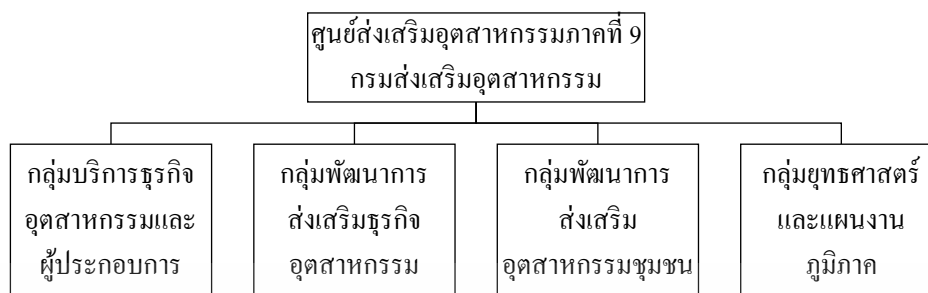 ศูนย์ส่งเสริมอุตสาหกรรมภาคที่ 9
กรมส่งเสริมอุตสาหกรรม
กลุ่มบริการธุรกิจ
อุตสาหกรรมและ
ผู้ประกอบการ
กลุ่มพัฒนาการ
ส่งเสริมธุรกิจ
อุตสาหกรรม
กลุ่มพัฒนาการ
ส่งเสริม
อุตสาหกรรมชุมชน
กลุ่มยุทธศาสตร์
และแผนงาน
ภูมิภาค